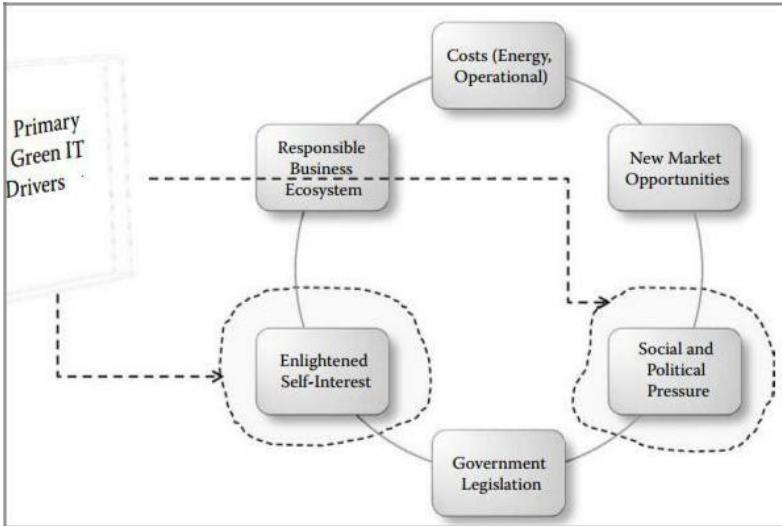 Primary
Green IT
Drivers
Costs (Energy,
Operational)
Responsible
Business
Ecosystem
New Market
Opportunities
Enlightened
Self-Interest
Social and
Political
Pressure
Government
Legislation